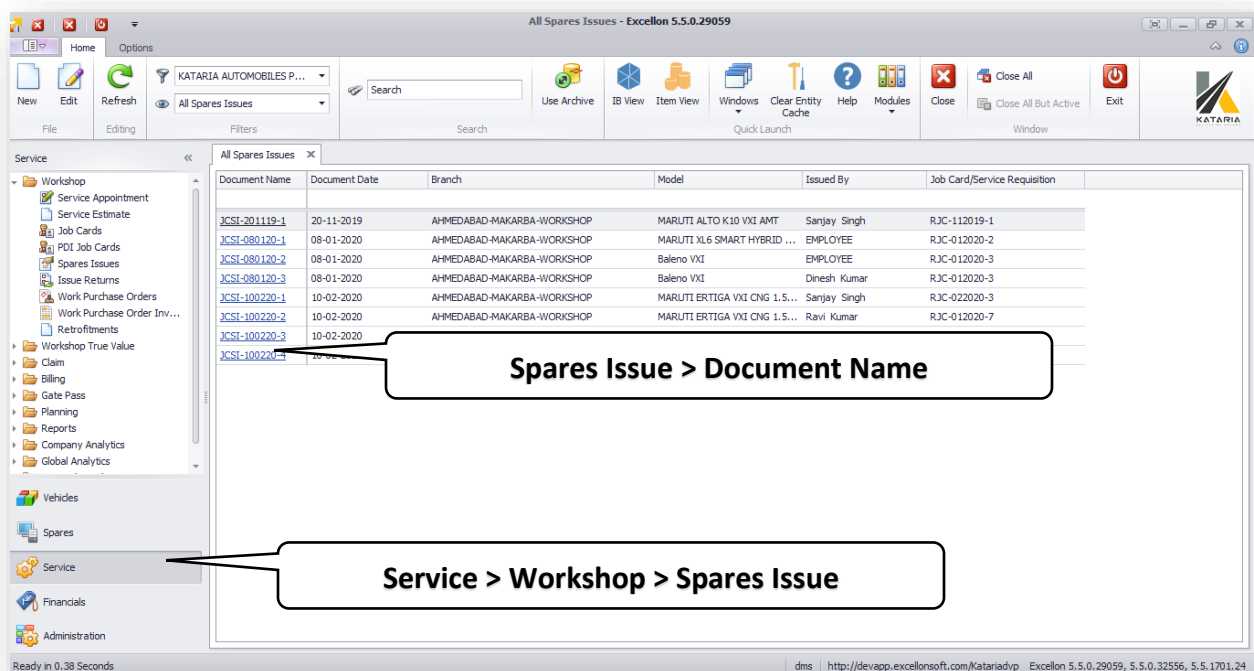 All Spares Issues - Excellon 5.5.0.29059
Home Options
New Edit Refresh KATARIA AUTOMOBILES P... All Spares Issues Search Use Archive IB View Item View Windows Clear Entity Cache Help Modules Close Close All Close All But Active Exit
KATARIA
File Editing Filters Search Quick Launch Window
Service
Workshop
Service Appointment
Service Estimate
Job Cards
PDI Job Cards
Spares Issues
Issue Returns
Work Purchase Orders
Work Purchase Order Inv...
Retrofitments
Workshop True Value
Claim
Billing
Gate Pass
Planning
Reports
Company Analytics
Global Analytics
Vehicles
Spares
Service
Financials
Administration
All Spares Issues
Document Name Document Date Branch Model Issued By Job Card/Service Requisition
JCSI-201119-1 20-11-2019 AHMEDABAD-MAKARBA-WORKSHOP MARUTI ALTO K10 VXI AMT Sanjay Singh RJC-112019-1
JCSI-080120-1 08-01-2020 AHMEDABAD-MAKARBA-WORKSHOP MARUTI XL6 SMART HYBRID ... EMPLOYEE RJC-012020-2
JCSI-080120-2 08-01-2020 AHMEDABAD-MAKARBA-WORKSHOP Baleno VXI EMPLOYEE RJC-012020-3
JCSI-080120-3 08-01-2020 AHMEDABAD-MAKARBA-WORKSHOP Baleno VXI Dinesh Kumar RJC-012020-3
JCSI-100220-1 10-02-2020 AHMEDABAD-MAKARBA-WORKSHOP MARUTI ERTIGA VXI CNG 1.5... Sanjay Singh RJC-022020-3
JCSI-100220-2 10-02-2020 AHMEDABAD-MAKARBA-WORKSHOP MARUTI ERTIGA VXI CNG 1.5... Ravi Kumar RJC-012020-7
JCSI-100220-3 10-02-2020
JCSI-100220-4
Spares Issue > Document Name
Service > Workshop > Spares Issue
Ready in 0.38 Seconds
dms http://devapp.excellonsoft.com/Katariadvp Excellon 5.5.0.29059, 5.5.0.32556, 5.5.1701.24